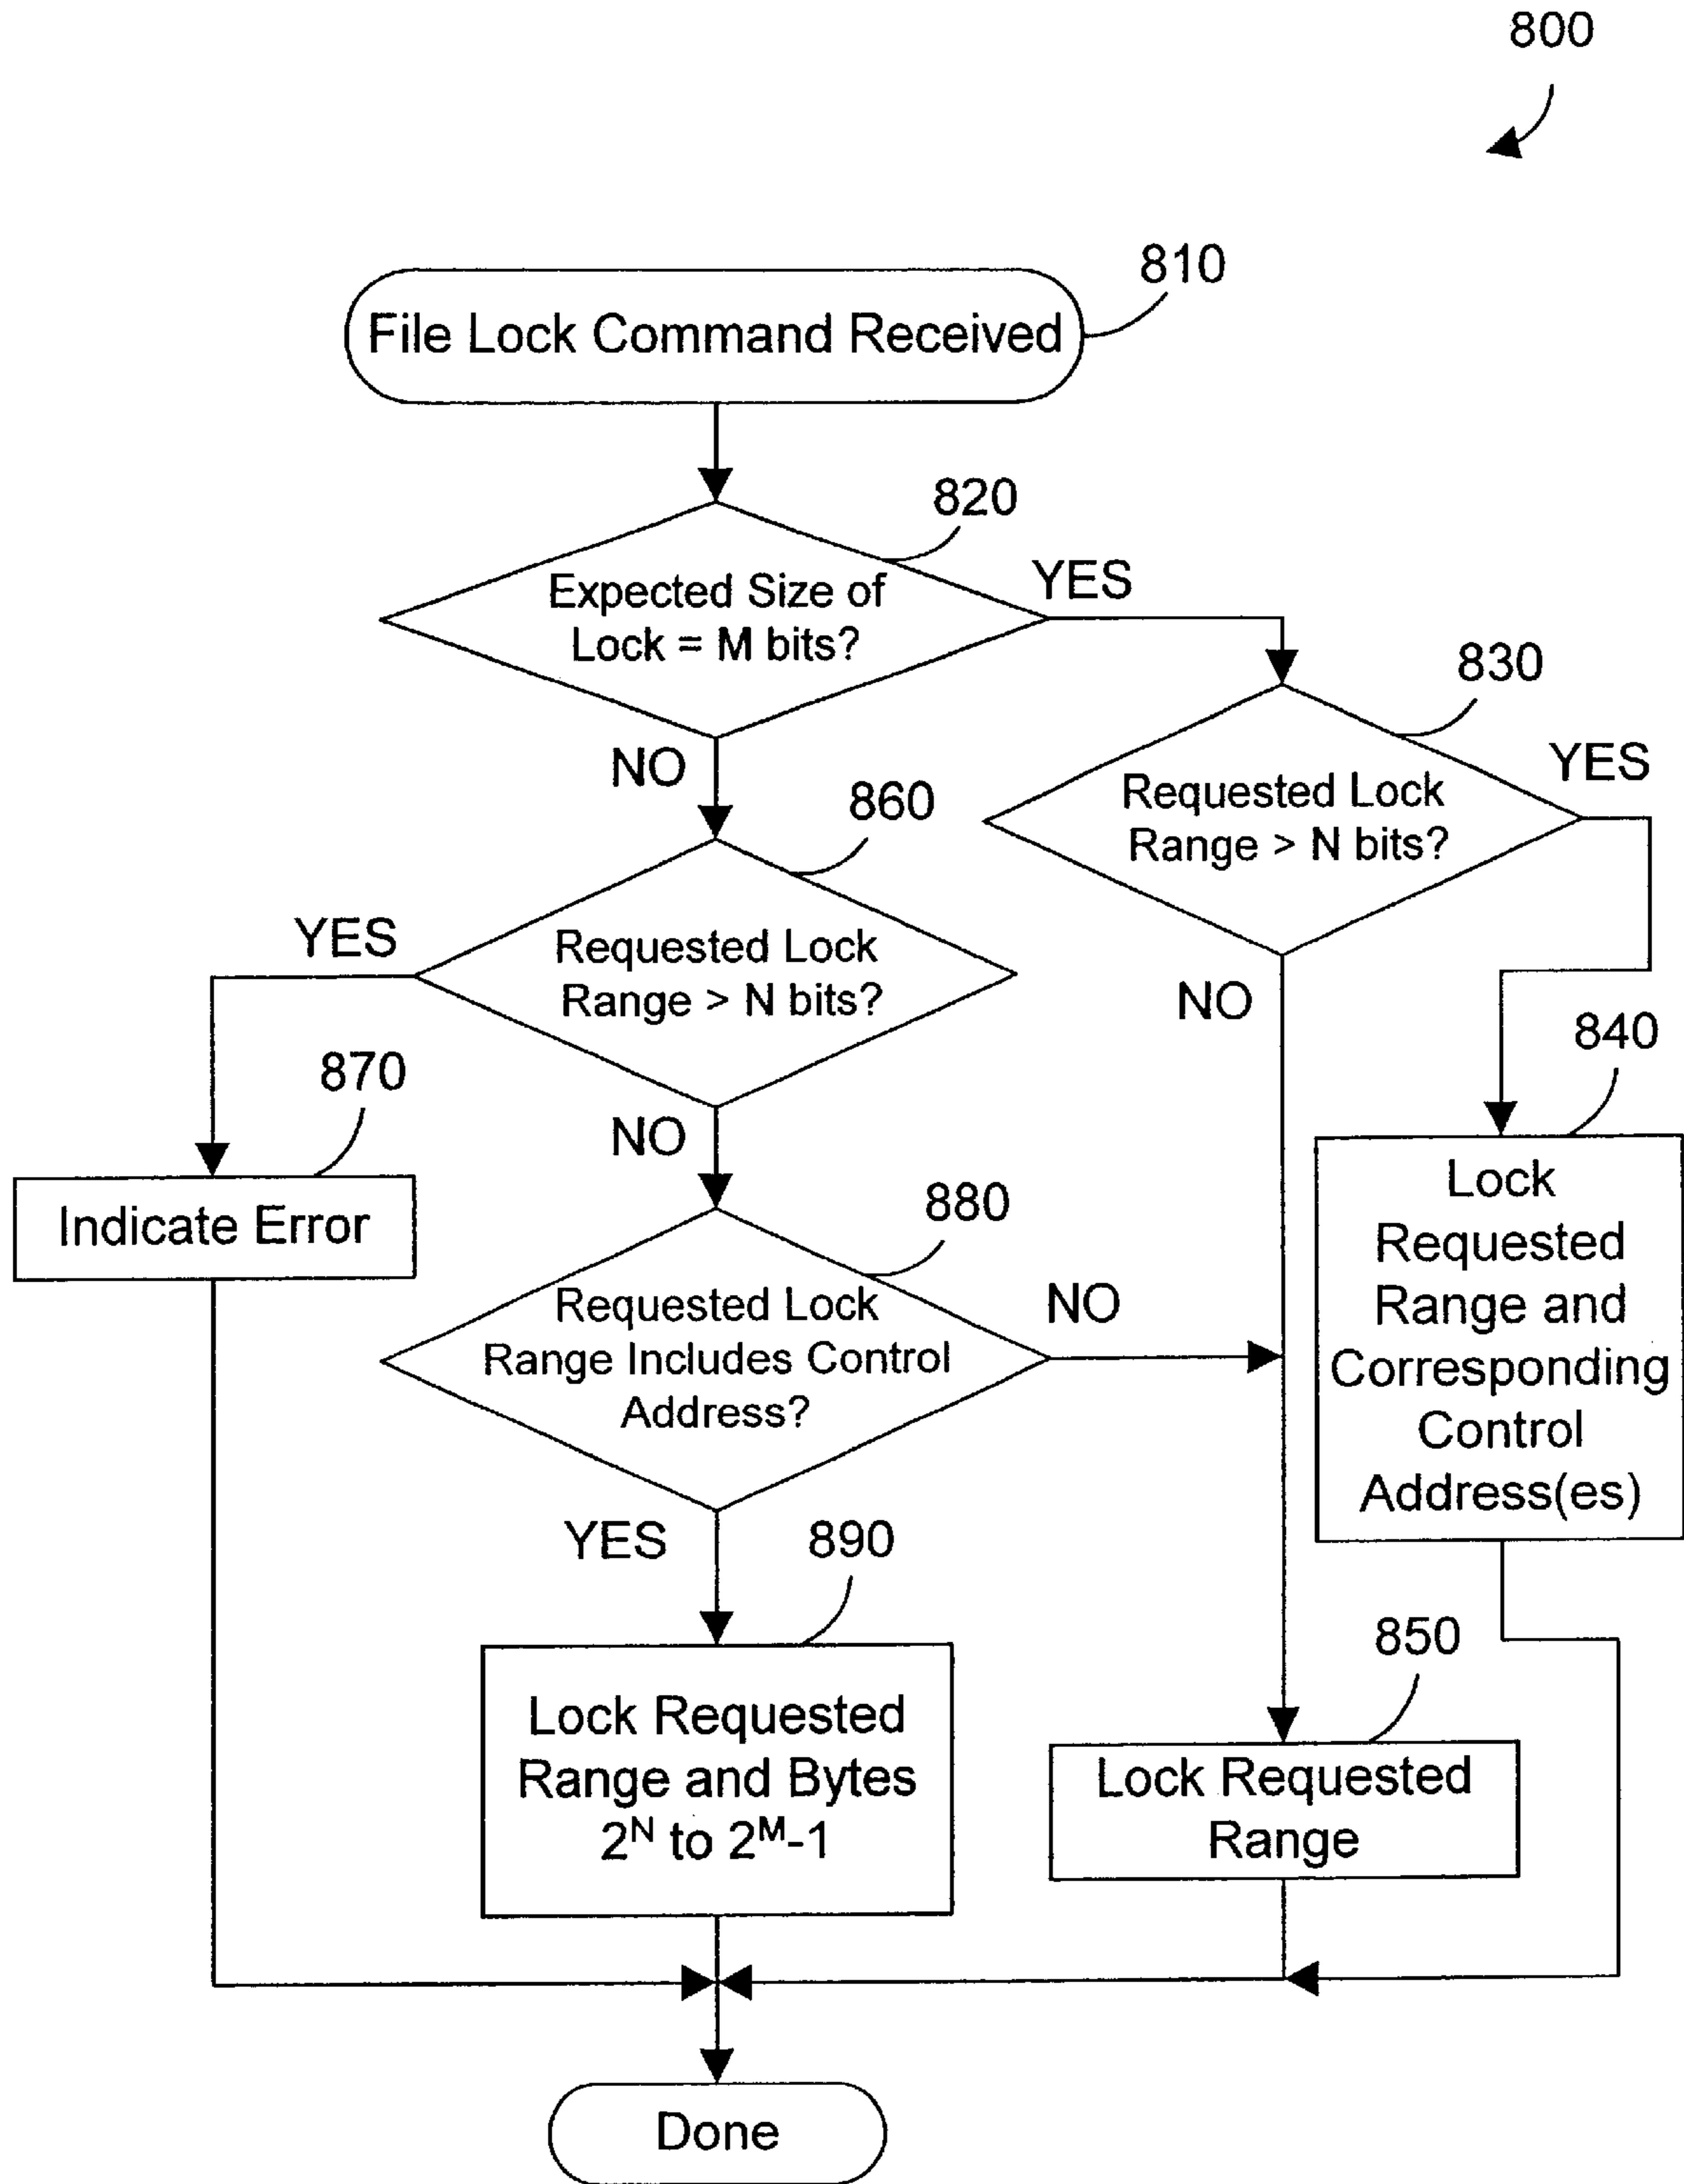 800
810
File Lock Command Received
820
Expected Size of
Lock = M bits?
YES
NO
830
Requested Lock
Range > N bits?
YES
NO
860
Requested Lock
Range > N bits?
YES
NO
870
Indicate Error
840
Lock
Requested
Range and
Corresponding
Control
Address(es)
880
Requested Lock
Range Includes Control
Address?
NO
YES
890
Lock Requested
Range and Bytes
2ᴺ to 2ᴹ-1
850
Lock Requested
Range
Done